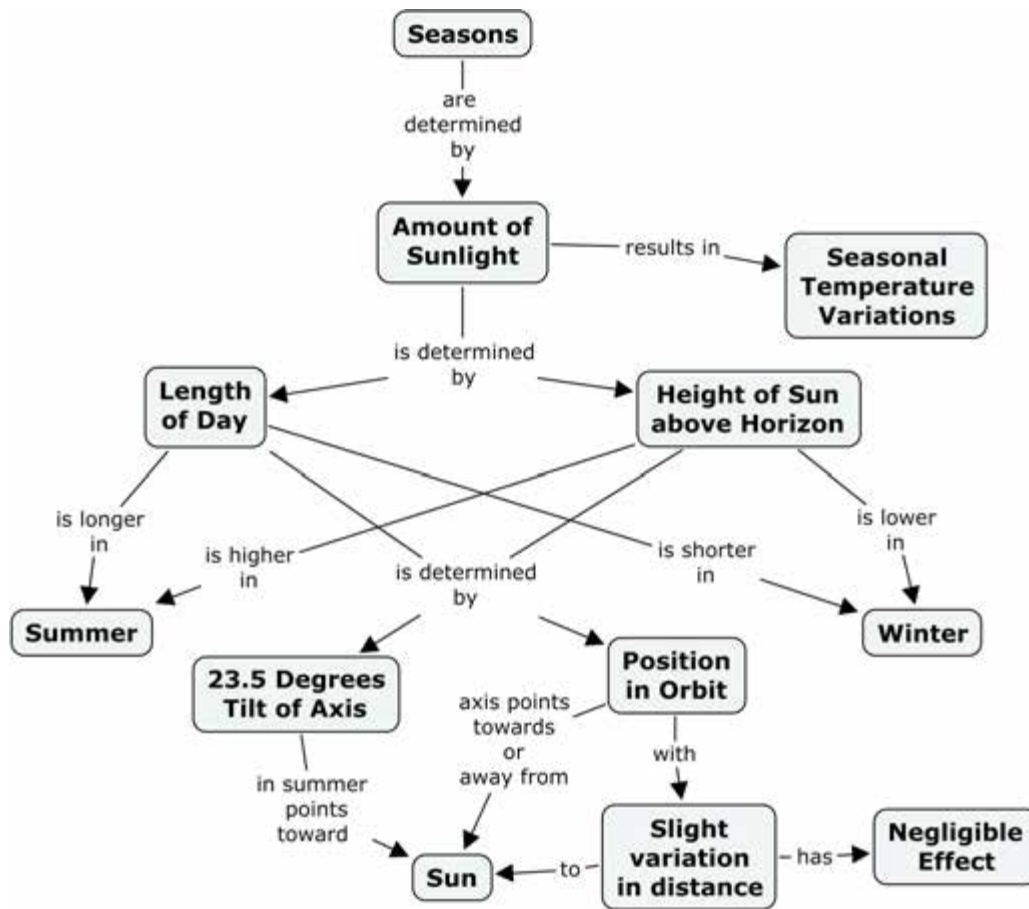 Seasons
are
determined
by
Amount of
Sunlight
results in
Seasonal
Temperature
Variations
is determined
by
Length
of Day
Height of Sun
above Horizon
is longer
in
is higher
in
is determined
by
is shorter
in
is lower
in
Summer
Winter
23.5 Degrees
Tilt of Axis
Position
in Orbit
axis points
towards
or
away from
with
in summer
points
toward
Sun
to
Slight
variation
in distance
has
Negligible
Effect